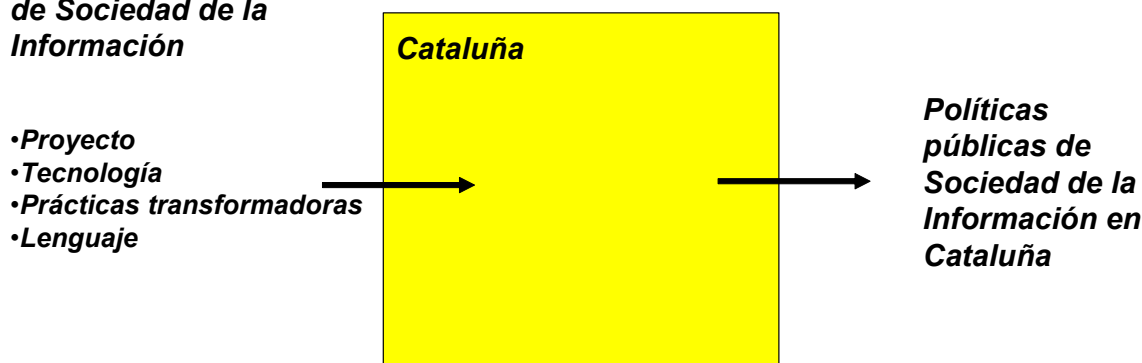 de Sociedad de la
Información
•Proyecto
•Tecnología
•Prácticas transformadoras
•Lenguaje
Cataluña
Políticas
públicas de
Sociedad de la
Información en
Cataluña